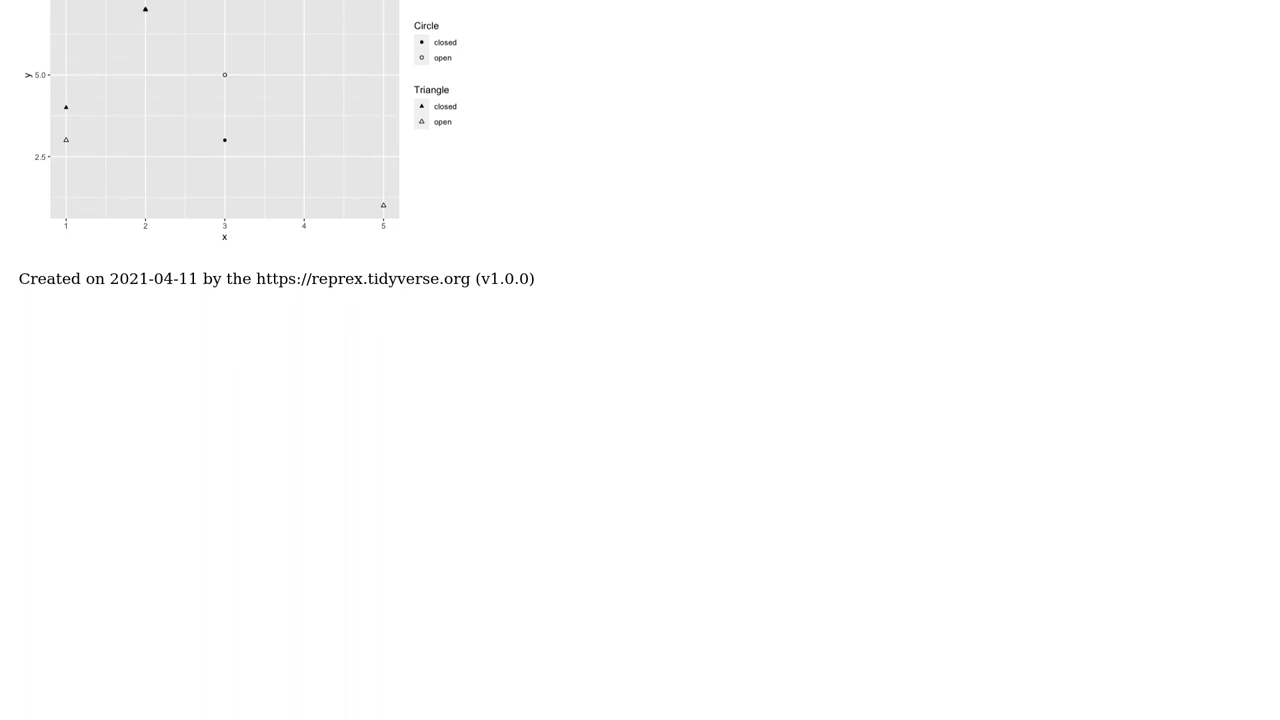 Circle
closed
open
y
5.0
Triangle
closed
open
2.5
1 2 3 4 5
x
Created on 2021-04-11 by the https://reprex.tidyverse.org (v1.0.0)